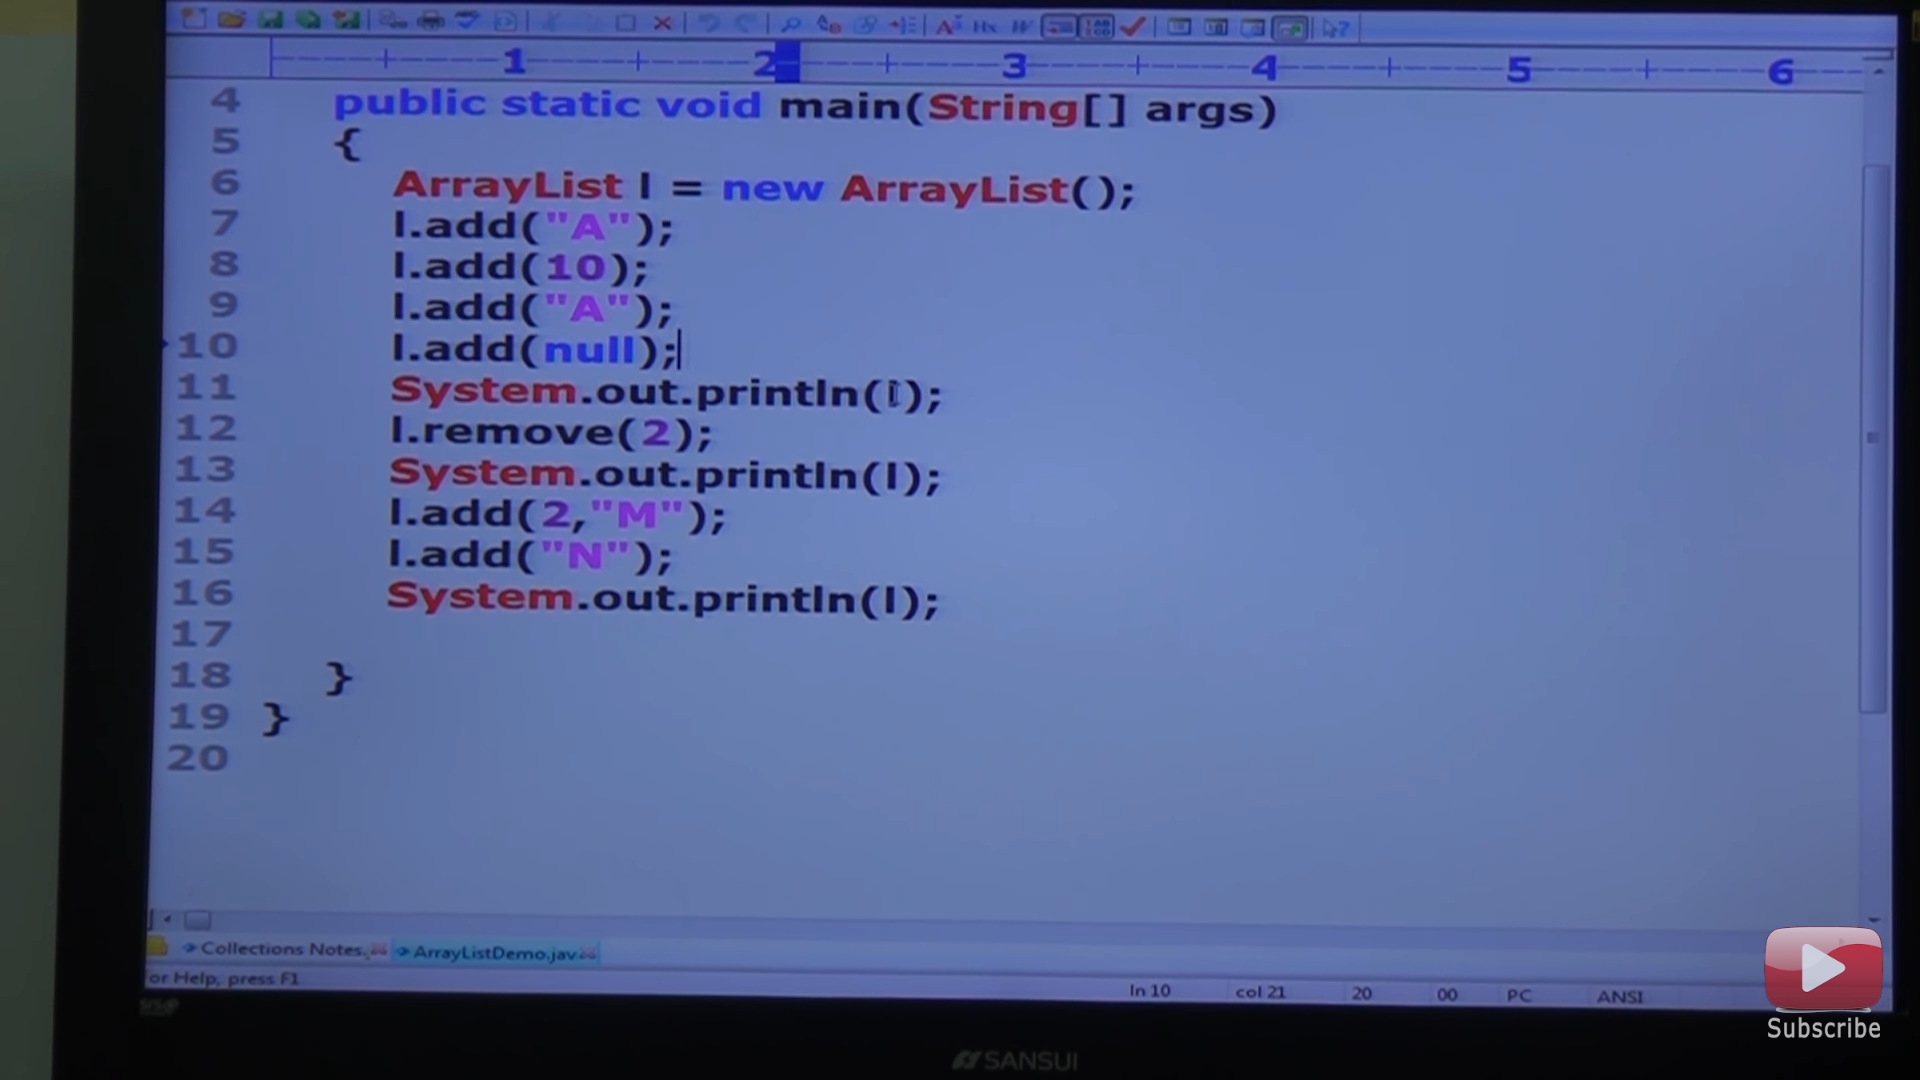 1 2 3 4 5 6
4 public static void main(String[] args)
5 {
6 ArrayList l = new ArrayList();
7 l.add("A");
8 l.add(10);
9 l.add("A");
10 l.add(null);
11 System.out.println(l);
12 l.remove(2);
13 System.out.println(l);
14 l.add(2,"M");
15 l.add("N");
16 System.out.println(l);
17
18 }
19 }
20
Collections Notes. ArrayListDemo.jav
or Help, press F1 ln 10 col 21 20 00 PC ANSI
Subscribe
SANSUI